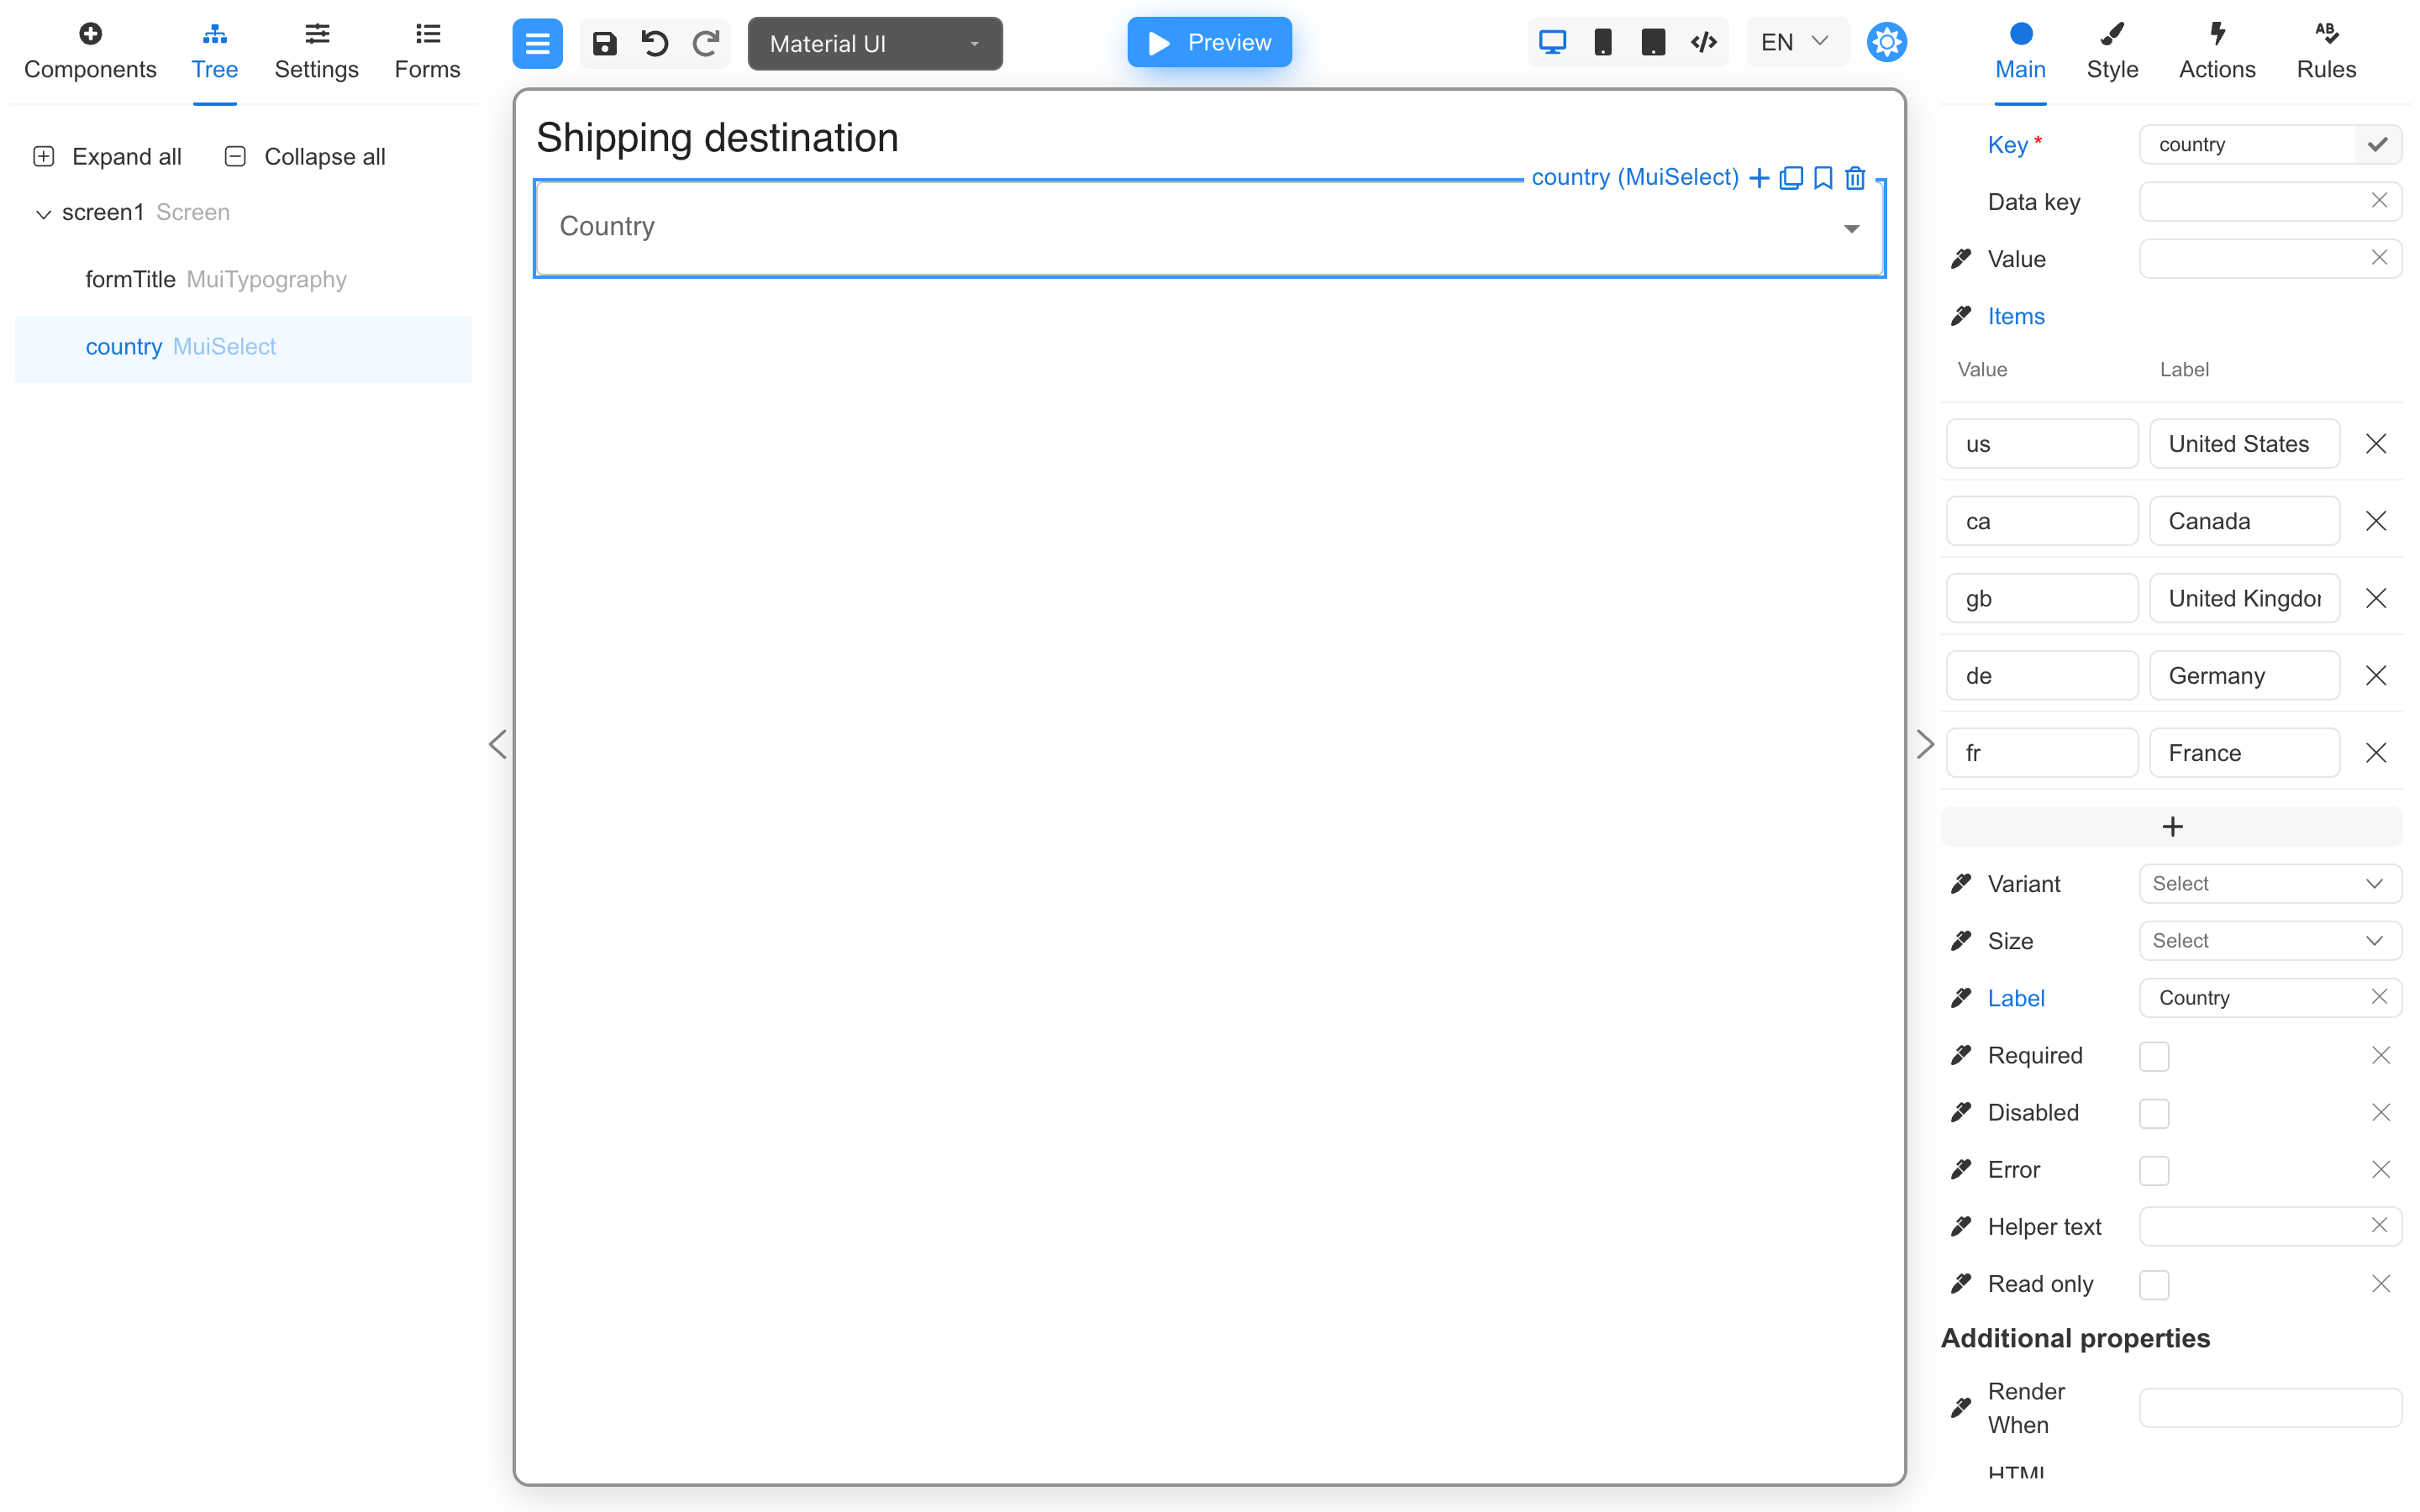 Components Tree Settings Forms
Material UI
Preview
EN
Main Style Actions Rules
Expand all Collapse all
screen1 Screen
formTitle MuiTypography
country MuiSelect
Shipping destination
country (MuiSelect)
Country
Key * country
Data key
Value
Items
Value Label
us United States
ca Canada
gb United Kingdo
de Germany
fr France
Variant Select
Size Select
Label Country
Required
Disabled
Error
Helper text
Read only
Additional properties
Render
When
HTML